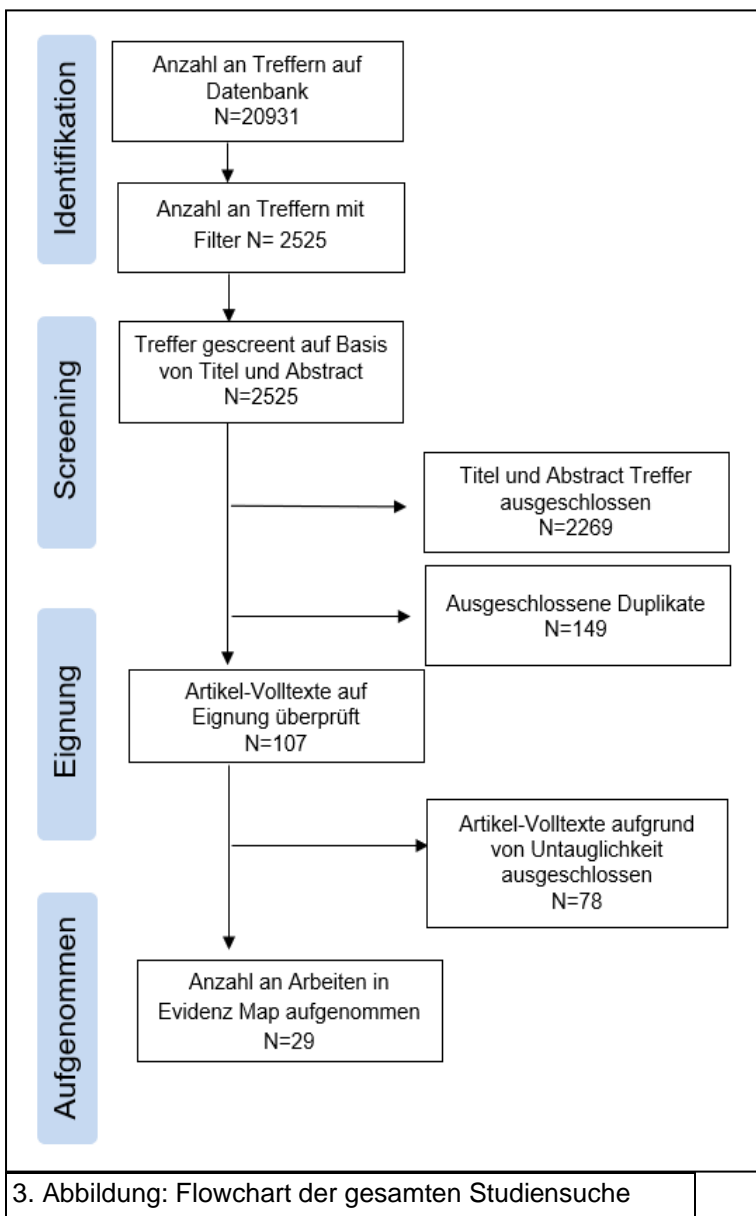 Identifikation
Anzahl an Treffern auf
Datenbank
N=20931
Anzahl an Treffern mit
Filter N= 2525
Screening
Treffer gescreent auf Basis
von Titel und Abstract
N=2525
Titel und Abstract Treffer
ausgeschlossen
N=2269
Ausgeschlossene Duplikate
N=149
Eignung
Artikel-Volltexte auf
Eignung überprüft
N=107
Artikel-Volltexte aufgrund
von Untauglichkeit
ausgeschlossen
N=78
Aufgenommen
Anzahl an Arbeiten in
Evidenz Map aufgenommen
N=29
3. Abbildung: Flowchart der gesamten Studiensuche